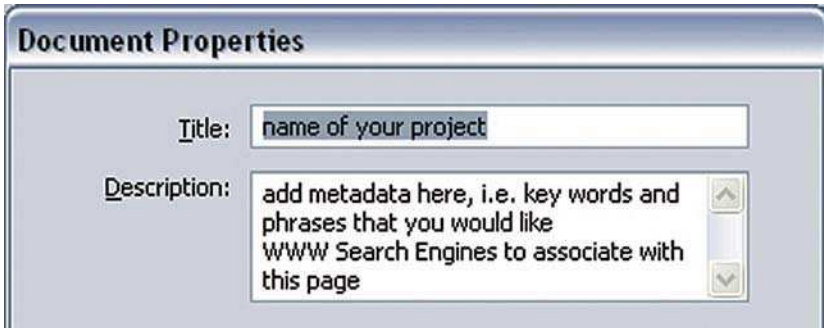 Document Properties
Title: name of your project
Description: add metadata here, i.e. key words and
phrases that you would like
WWW Search Engines to associate with
this page